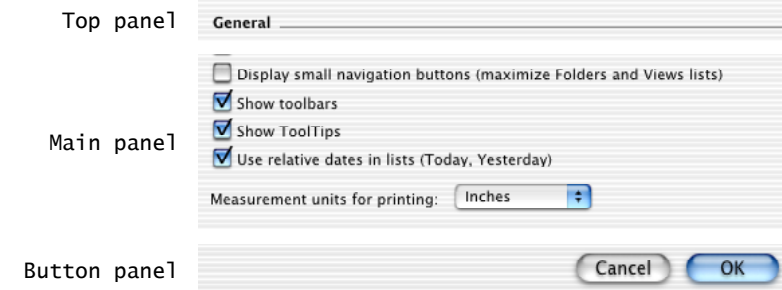 Top panel
General
Display small navigation buttons (maximize Folders and Views lists)
Show toolbars
Main panel
Show ToolTips
Use relative dates in lists (Today, Yesterday)
Measurement units for printing: Inches
Button panel
Cancel OK